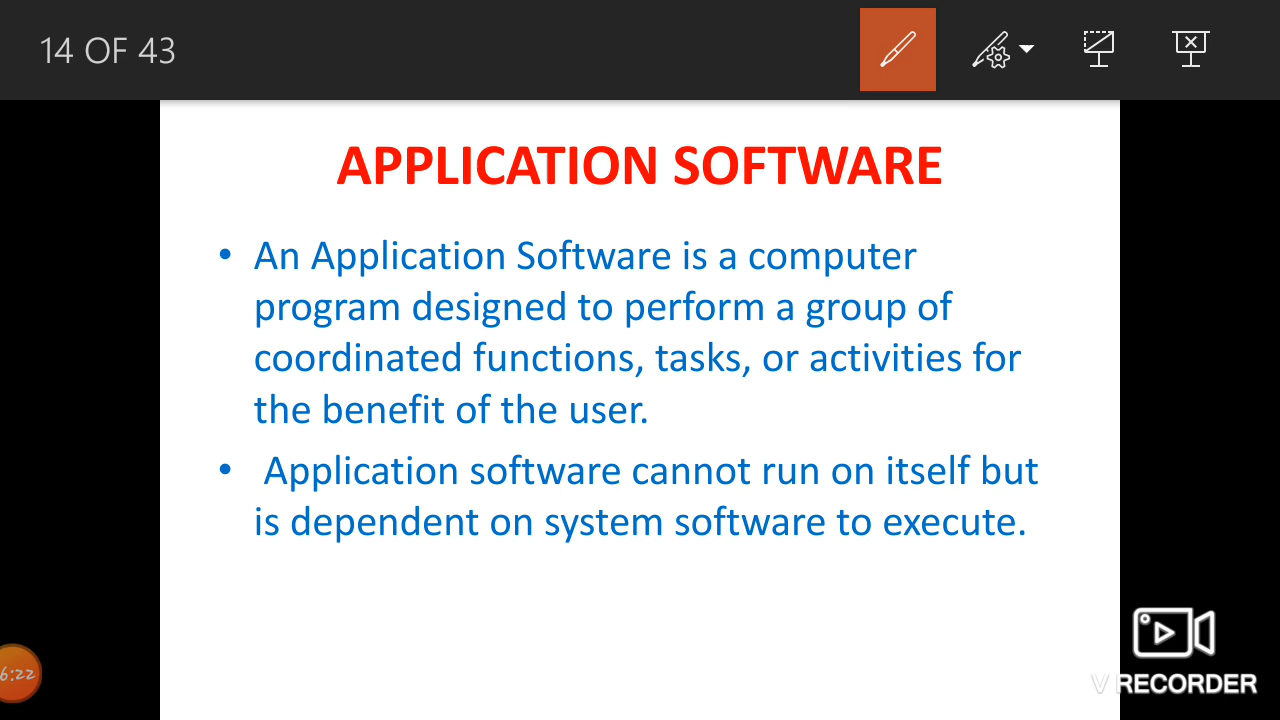 14 OF 43
APPLICATION SOFTWARE
• An Application Software is a computer
program designed to perform a group of
coordinated functions, tasks, or activities for
the benefit of the user.
• Application software cannot run on itself but
is dependent on system software to execute.
6:22
V RECORDER